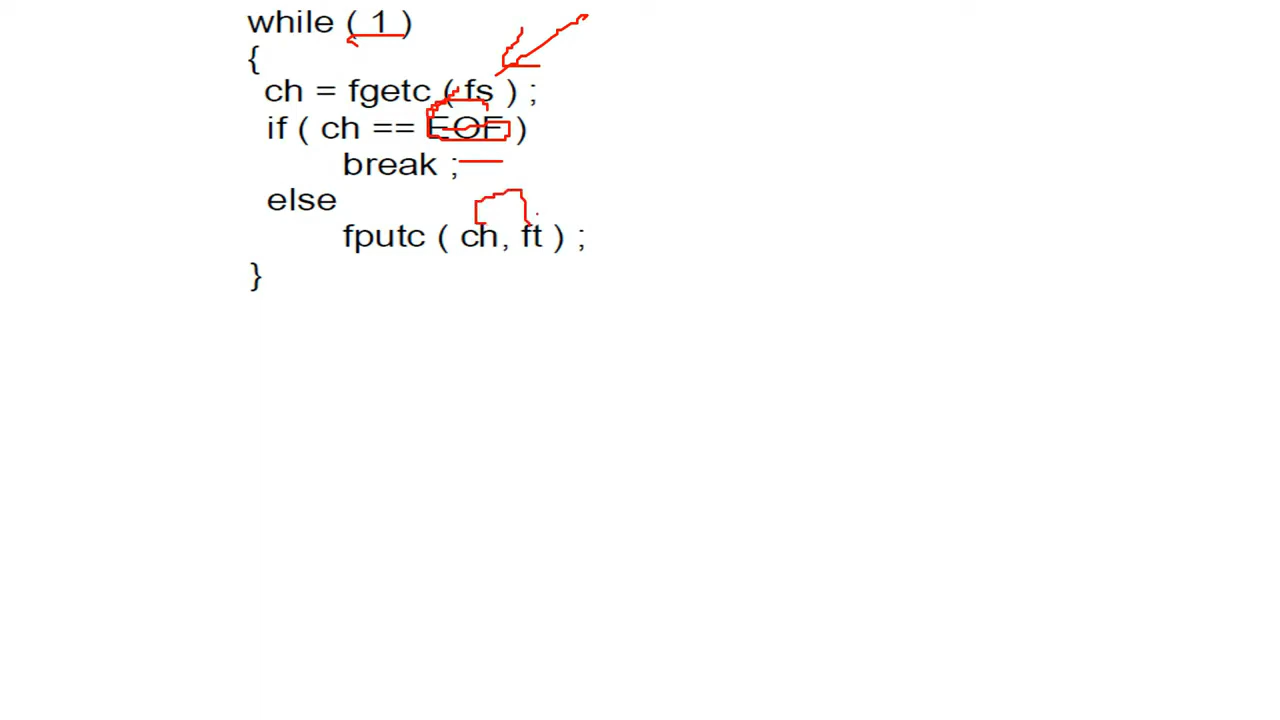 while ( 1 )
{
ch = fgetc ( fs ) ;
if ( ch == EOF )
break ;
else
fputc ( ch, ft ) ;
}